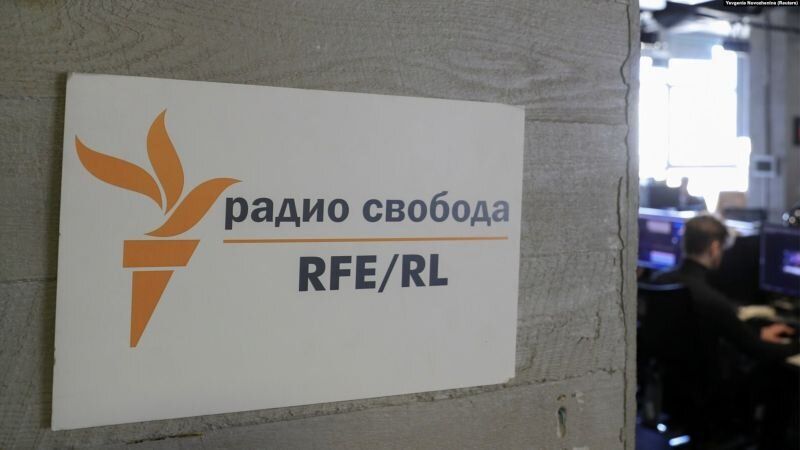 Yevgenia Novozhenina (Reuters)
радио свобода
RFE/RL